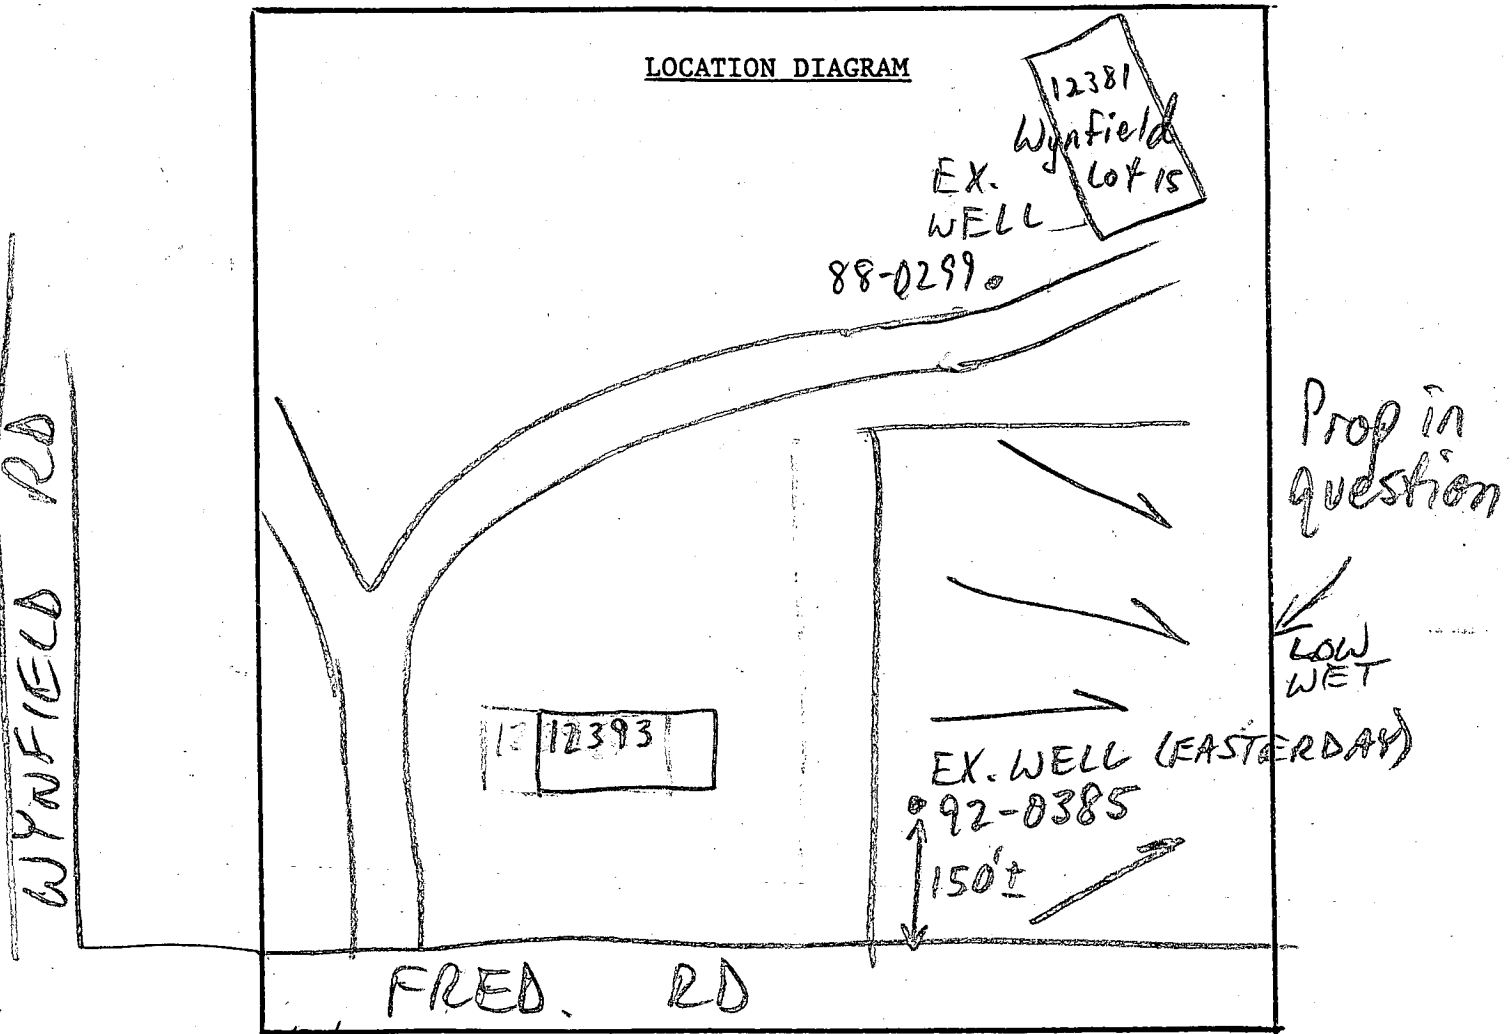 LOCATION DIAGRAM
12381
Wynfield
Lot 15
EX.
WELL
88-0299
Prop in
question
LOW
WET
WYNFIELD RD
12393
EX. WELL (EASTERDAY)
92-0385
150'±
FRED. RD